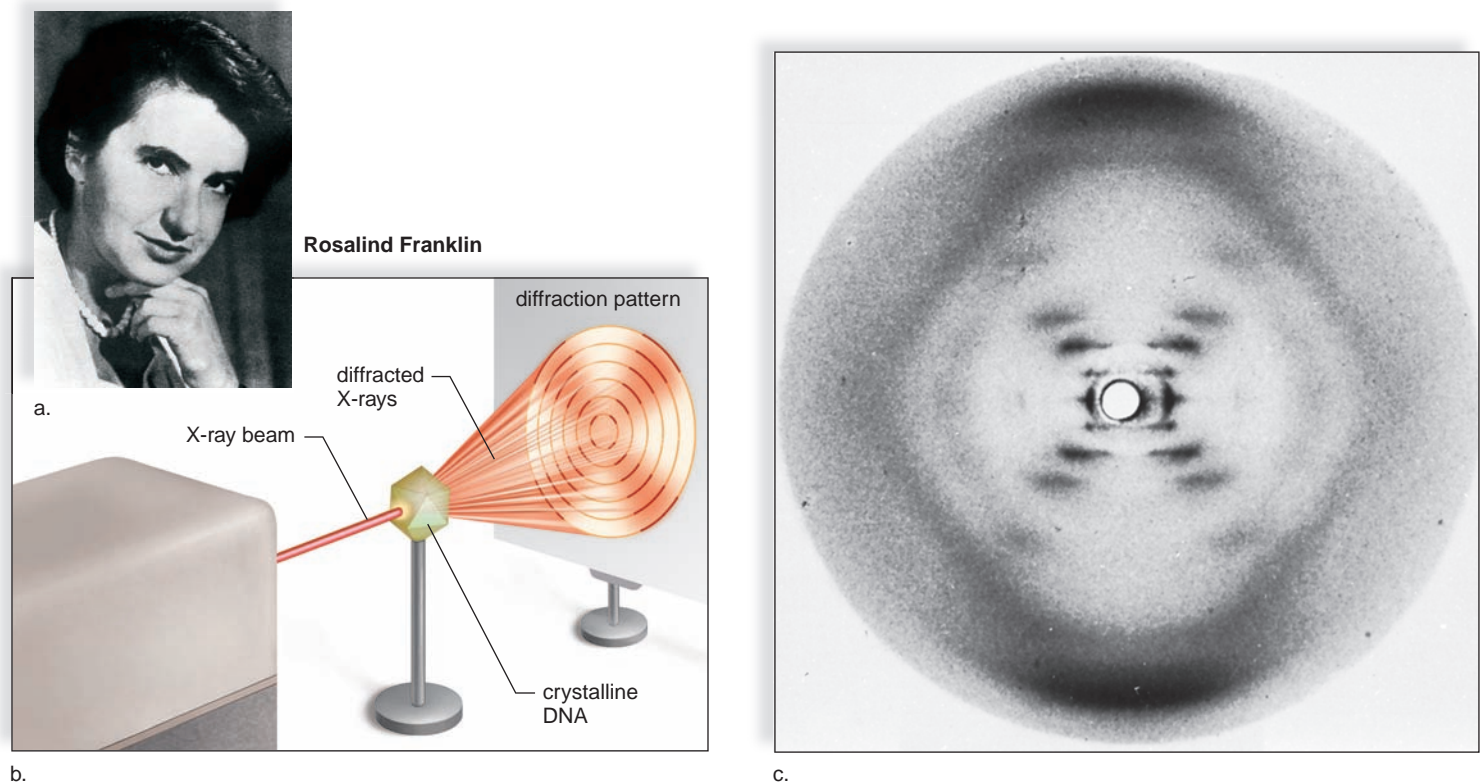 Rosalind Franklin
a.
diffraction pattern
diffracted
X-rays
X-ray beam
crystalline
DNA
b.
c.